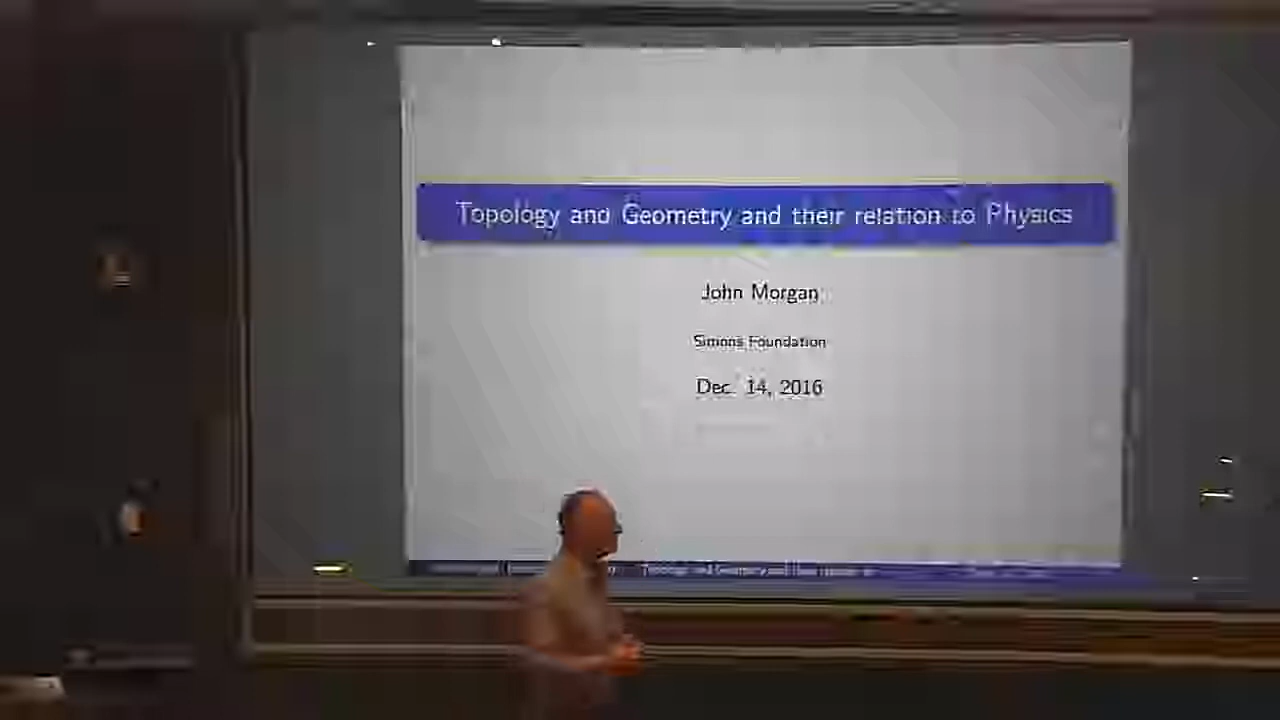 Topology and Geometry and their relation to Physics
John Morgan
Simons Foundation
Dec. 14, 2016